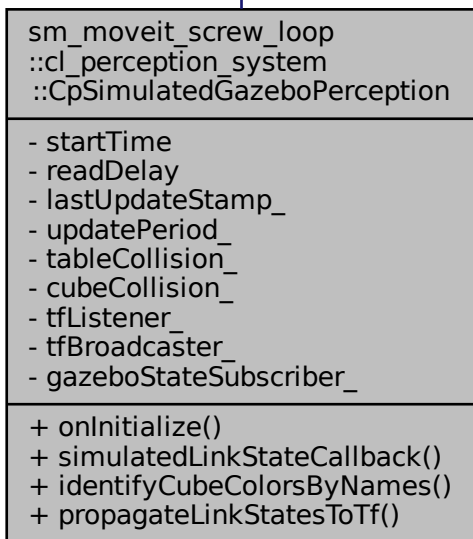 sm_moveit_screw_loop
::cl_perception_system
::CpSimulatedGazeboPerception
- startTime
- readDelay
- lastUpdateStamp_
- updatePeriod_
- tableCollision_
- cubeCollision_
- tfListener_
- tfBroadcaster_
- gazeboStateSubscriber_
+ onInitialize()
+ simulatedLinkStateCallback()
+ identifyCubeColorsByNames()
+ propagateLinkStatesToTf()